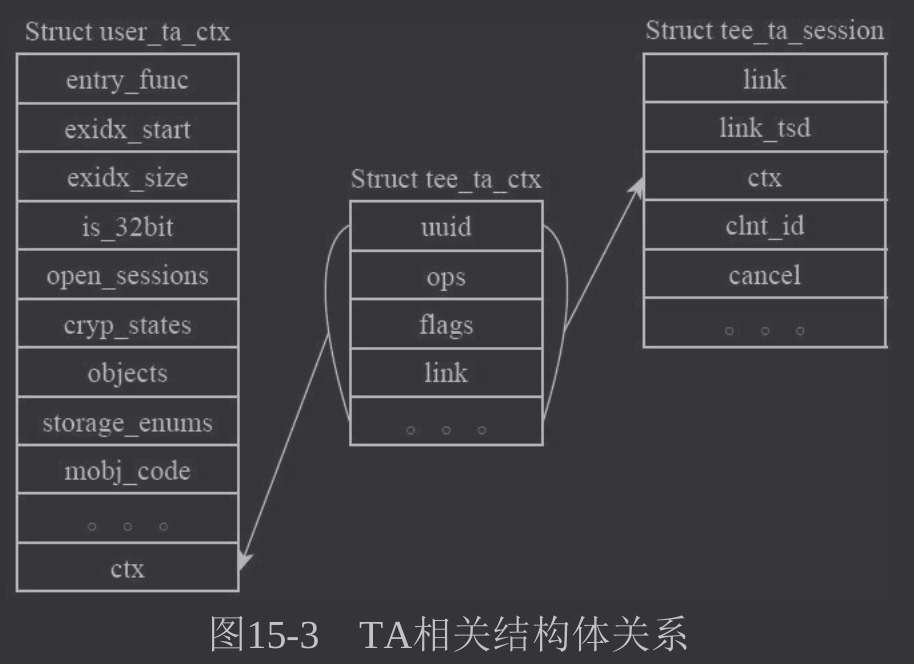 Struct user_ta_ctx
entry_func
exidx_start
exidx_size
is_32bit
open_sessions
cryp_states
objects
storage_enums
mobj_code
。。。
ctx
Struct tee_ta_ctx
uuid
ops
flags
link
。。。
Struct tee_ta_session
link
link_tsd
ctx
clnt_id
cancel
。。。
图15-3 TA相关结构体关系